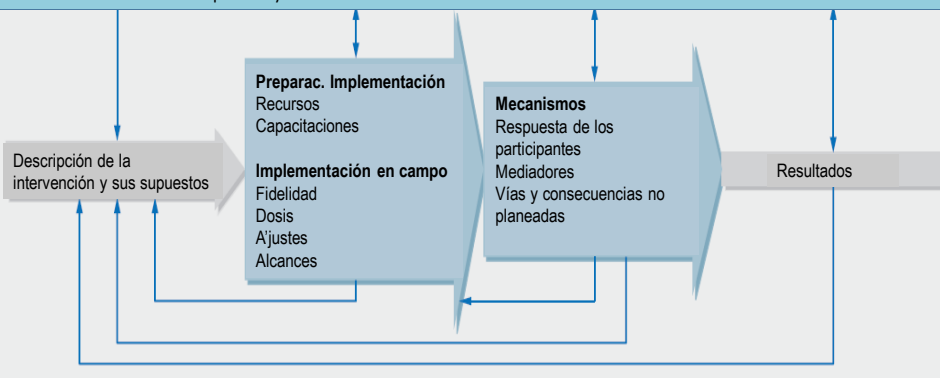 Descripción de la
intervención y sus supuestos
Preparac. Implementación
Recursos
Capacitaciones
Implementación en campo
Fidelidad
Dosis
A'justes
Alcances
Mecanismos
Respuesta de los
participantes
Mediadores
Vías y consecuencias no
planeadas
Resultados